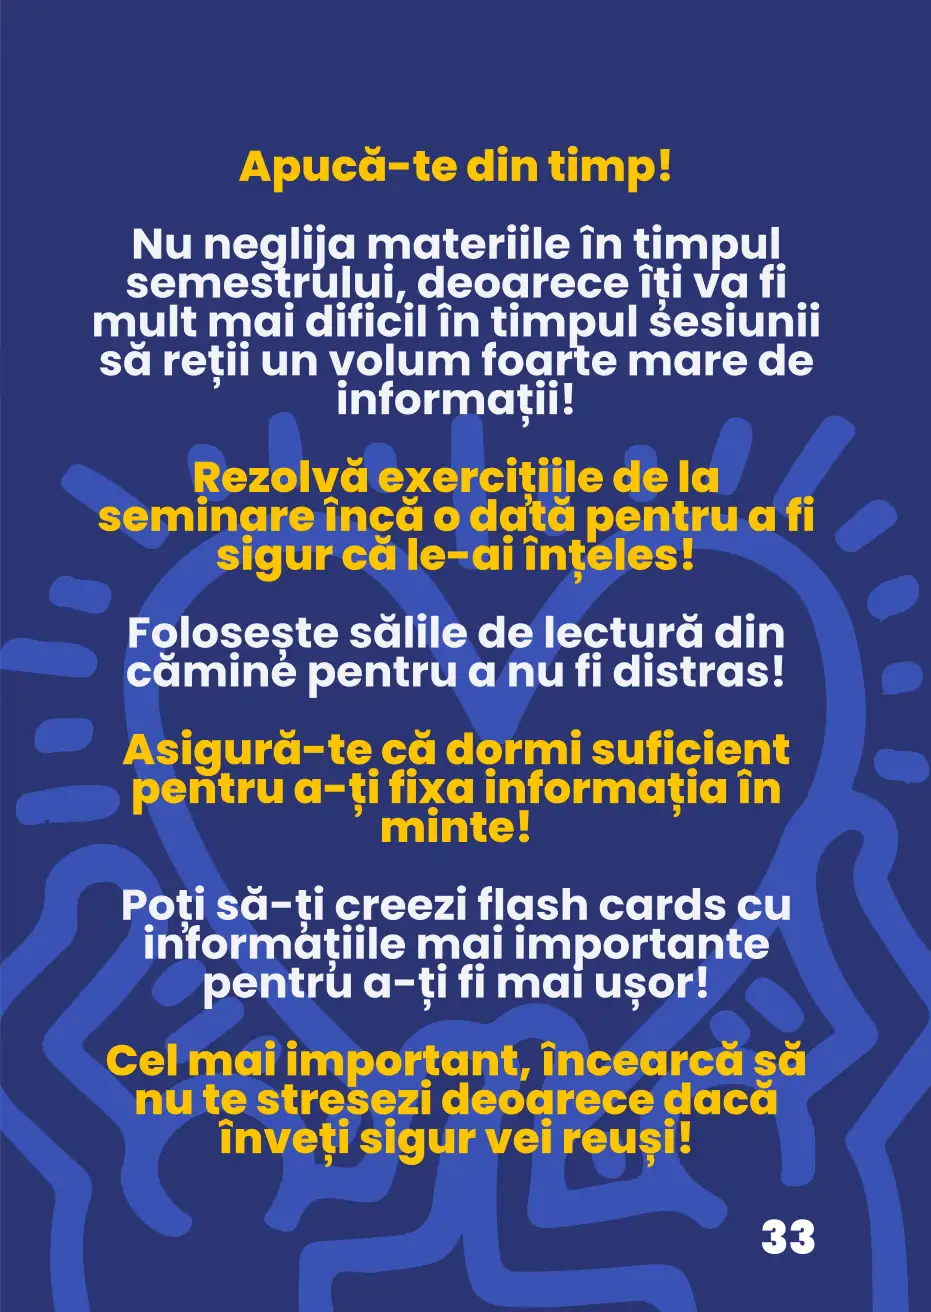 Apucă-te din timp!
Nu neglija materiile în timpul
semestrului, deoarece îți va fi
mult mai dificil în timpul sesiunii
să reții un volum foarte mare de
informații!
Rezolvă exercițiile de la
seminare încă o dată pentru a fi
sigur că le-ai înțeles!
Folosește sălile de lectură din
cămine pentru a nu fi distras!
Asigură-te că dormi suficient
pentru a-ți fixa informația în
minte!
Poți să-ți creezi flash cards cu
informațiile mai importante
pentru a-ți fi mai ușor!
Cel mai important, încearcă să
nu te stresezi deoarece dacă
înveți sigur vei reuși!
33